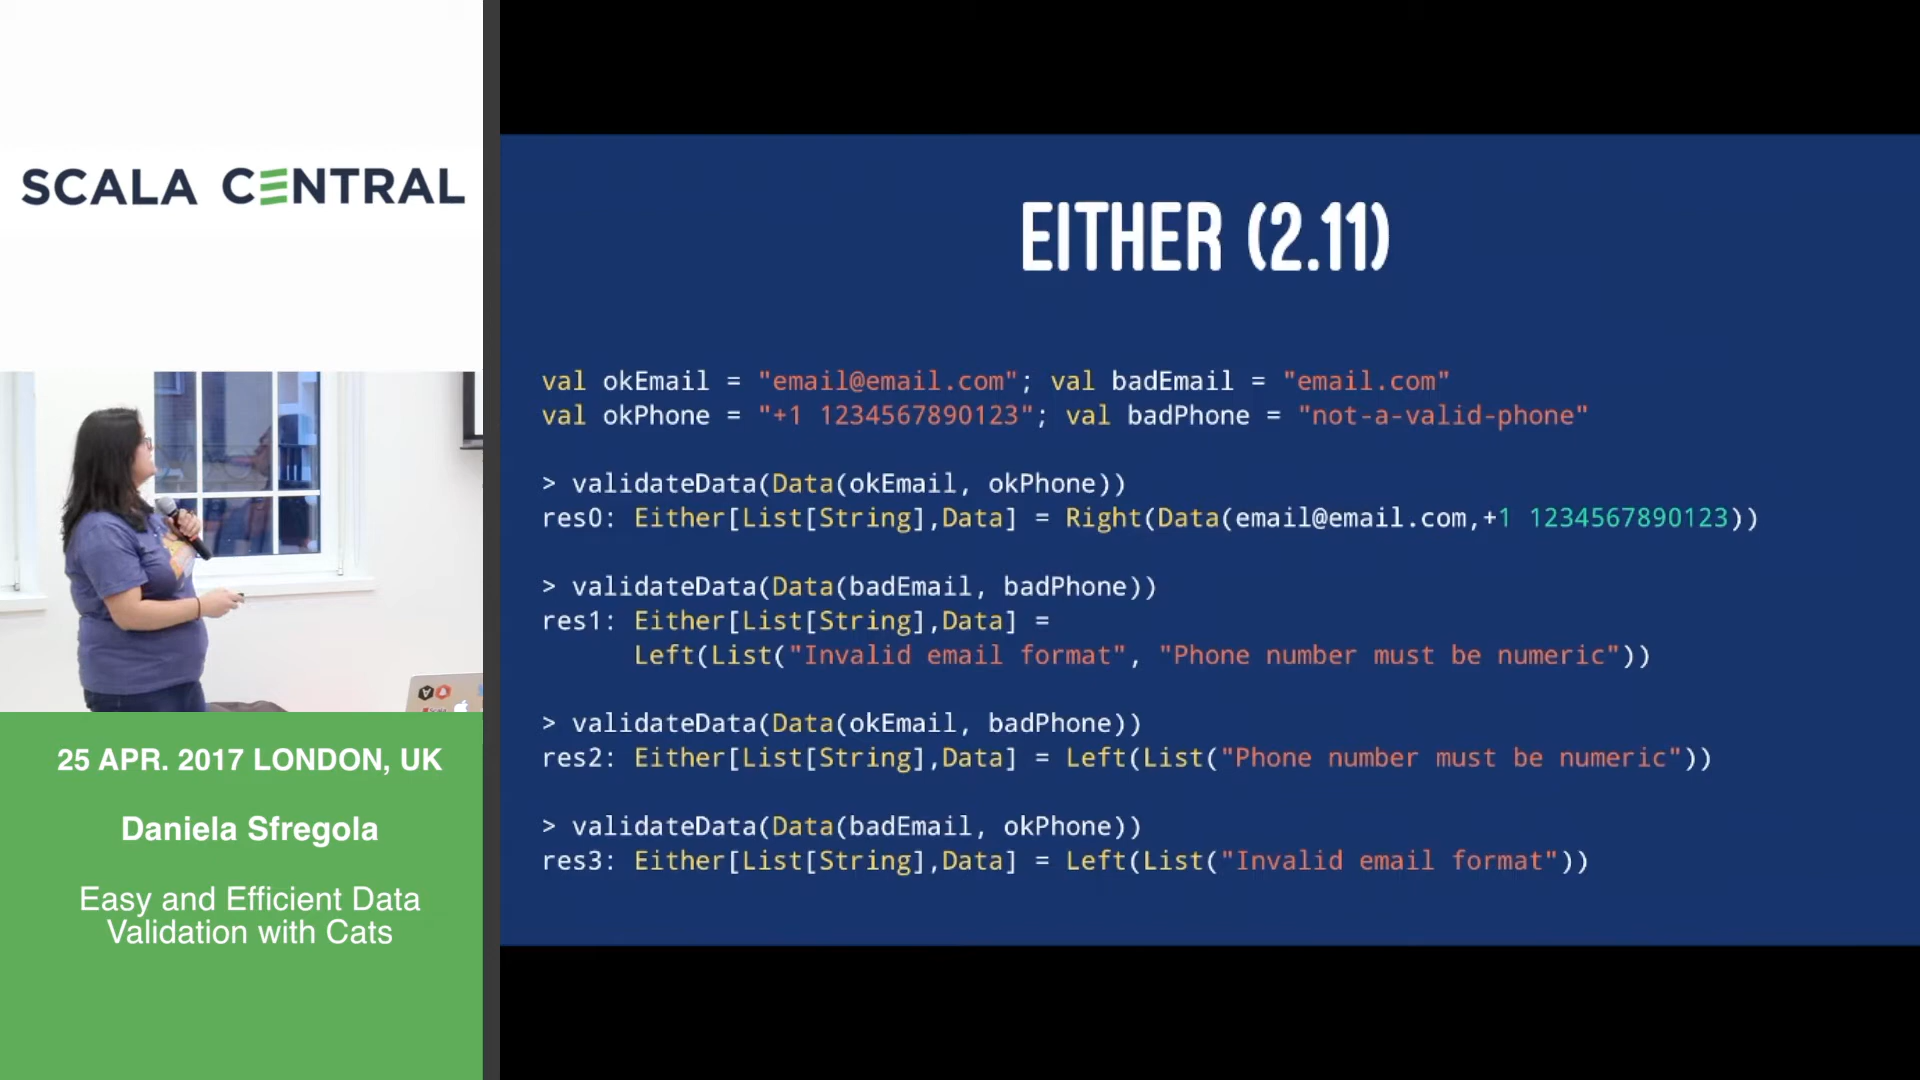 SCALA CENTRAL
25 APR. 2017 LONDON, UK
Daniela Sfregola
Easy and Efficient Data
Validation with Cats
EITHER (2.11)
val okEmail = "email@email.com"; val badEmail = "email.com"
val okPhone = "+1 1234567890123"; val badPhone = "not-a-valid-phone"
> validateData(Data(okEmail, okPhone))
res0: Either[List[String],Data] = Right(Data(email@email.com,+1 1234567890123))
> validateData(Data(badEmail, badPhone))
res1: Either[List[String],Data] =
Left(List("Invalid email format", "Phone number must be numeric"))
> validateData(Data(okEmail, badPhone))
res2: Either[List[String],Data] = Left(List("Phone number must be numeric"))
> validateData(Data(badEmail, okPhone))
res3: Either[List[String],Data] = Left(List("Invalid email format"))